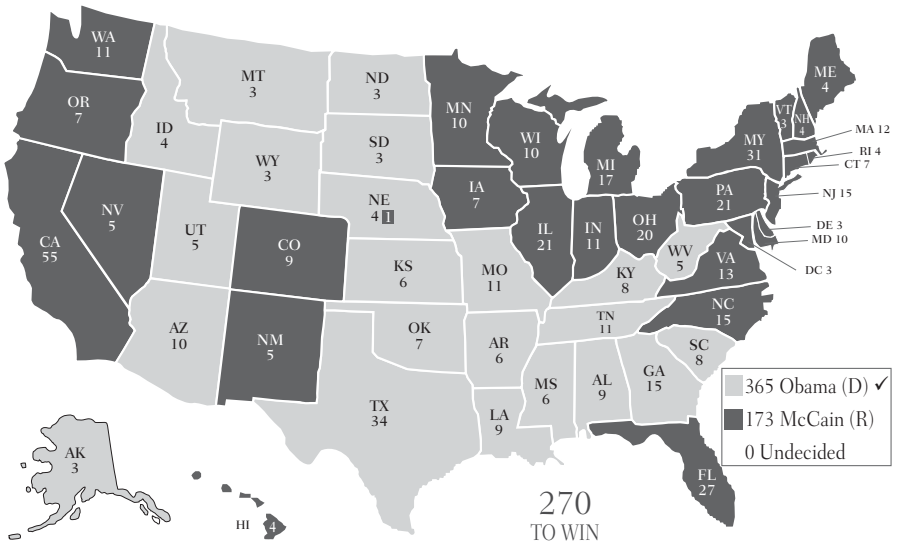 WA
11
OR
7
CA
55
NV
5
ID
4
MT
3
WY
3
UT
5
AZ
10
CO
9
NM
5
ND
3
SD
3
NE
4 1
KS
6
OK
7
TX
34
MN
10
IA
7
MO
11
AR
6
LA
9
WI
10
IL
21
MI
17
IN
11
OH
20
KY
8
TN
11
MS
6
AL
9
GA
15
FL
27
SC
8
NC
15
VA
13
WV
5
PA
21
MY
31
VT
3
NH
4
ME
4
MA 12
RI 4
CT 7
NJ 15
DE 3
MD 10
DC 3
AK
3
HI 4
365 Obama (D) ✓
173 McCain (R)
0 Undecided
270
TO WIN